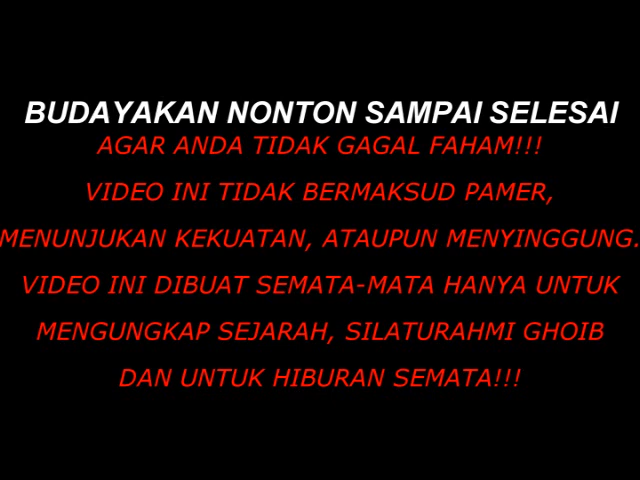 BUDAYAKAN NONTON SAMPAI SELESAI
AGAR ANDA TIDAK GAGAL FAHAM!!!
VIDEO INI TIDAK BERMAKSUD PAMER,
MENUNJUKAN KEKUATAN, ATAUPUN MENYINGGUNG.
VIDEO INI DIBUAT SEMATA-MATA HANYA UNTUK
MENGUNGKAP SEJARAH, SILATURAHMI GHOIB
DAN UNTUK HIBURAN SEMATA!!!